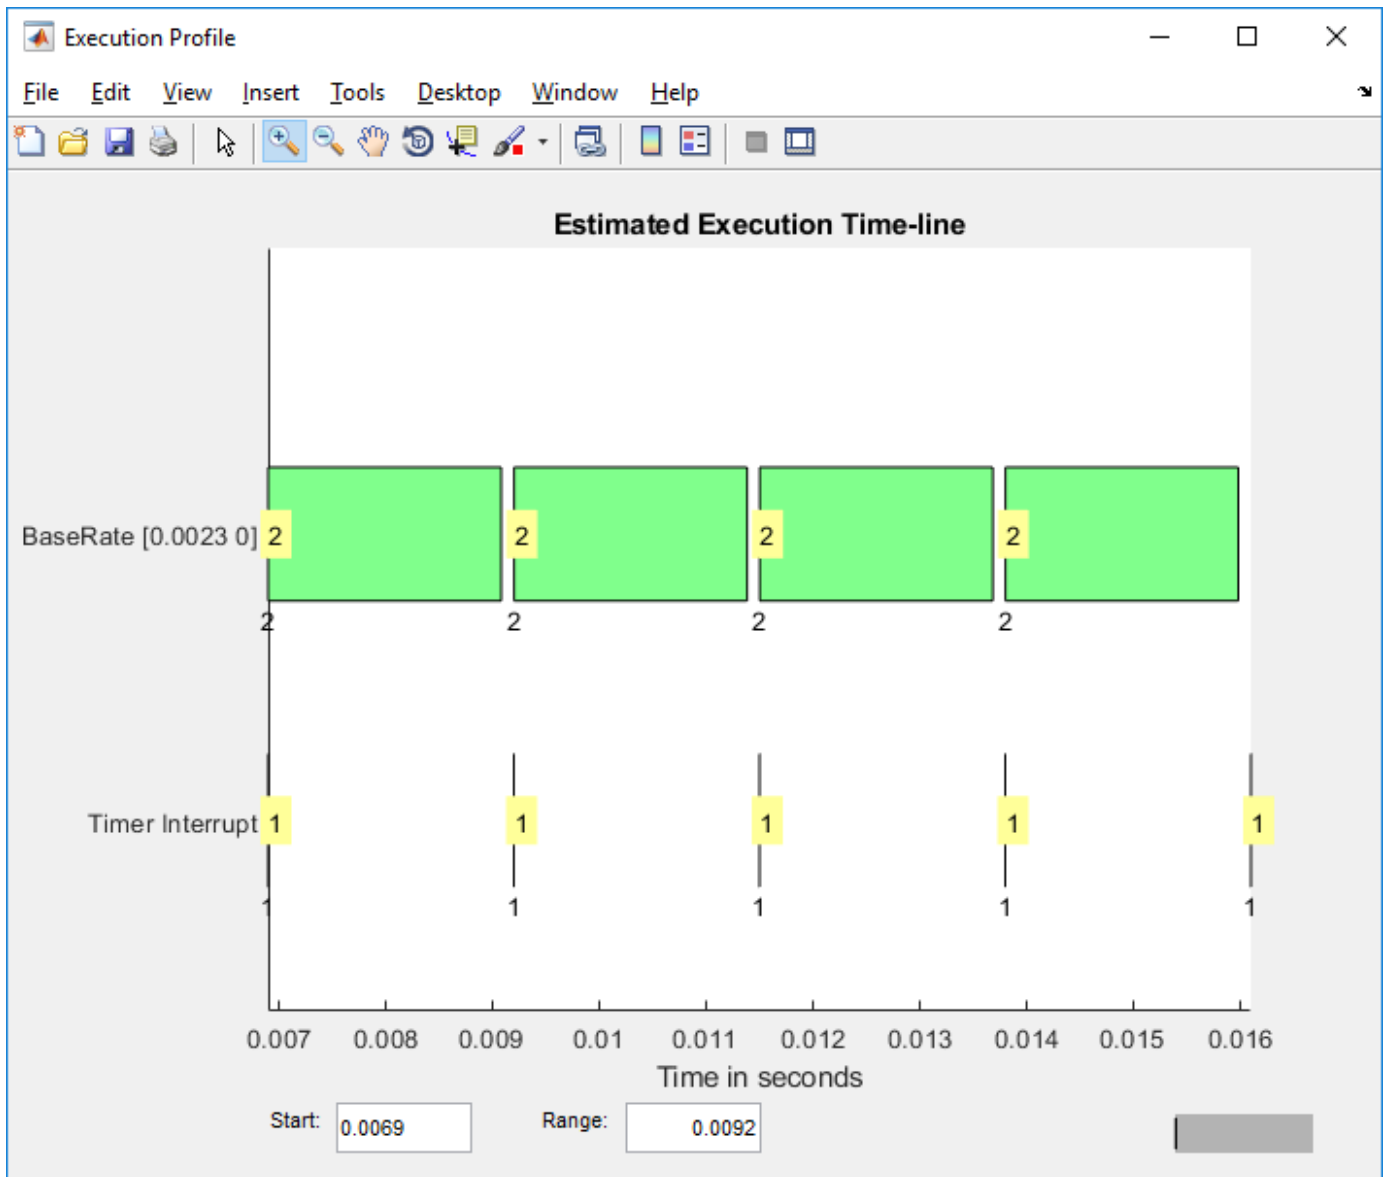 Execution Profile
File Edit View Insert Tools Desktop Window Help
Estimated Execution Time-line
BaseRate [0.0023 0] 2 2 2 2
2 2 2 2
Timer Interrupt 1 1 1 1 1
1 1 1 1 1
0.007 0.008 0.009 0.01 0.011 0.012 0.013 0.014 0.015 0.016
Time in seconds
Start: 0.0069 Range: 0.0092